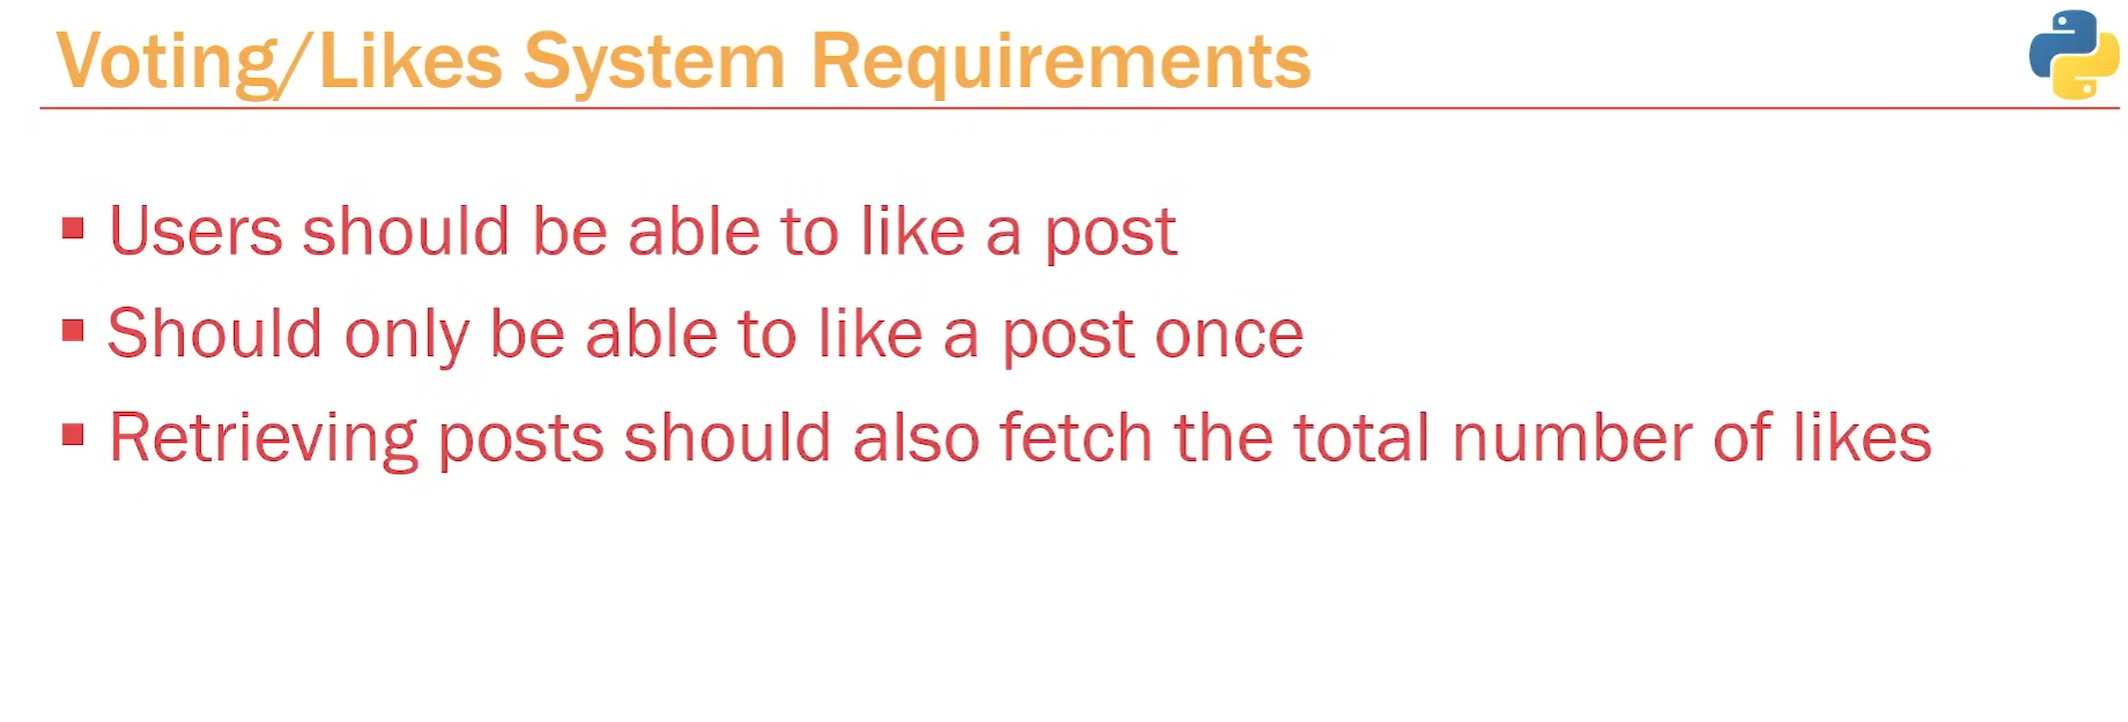 Voting/Likes System Requirements
▪ Users should be able to like a post
▪ Should only be able to like a post once
▪ Retrieving posts should also fetch the total number of likes